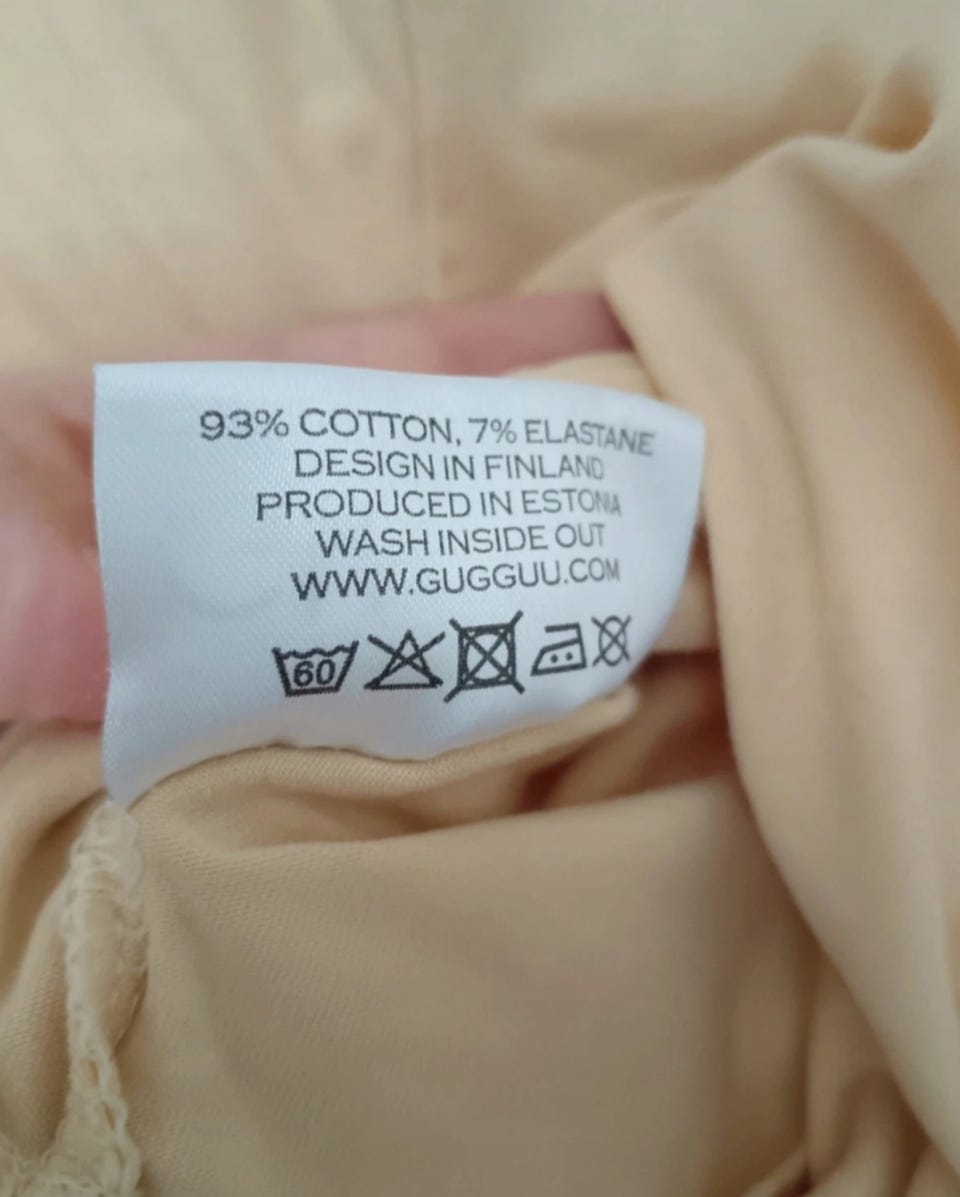 93% COTTON, 7% ELASTANE
DESIGN IN FINLAND
PRODUCED IN ESTONIA
WASH INSIDE OUT
WWW.GUGGUU.COM
60